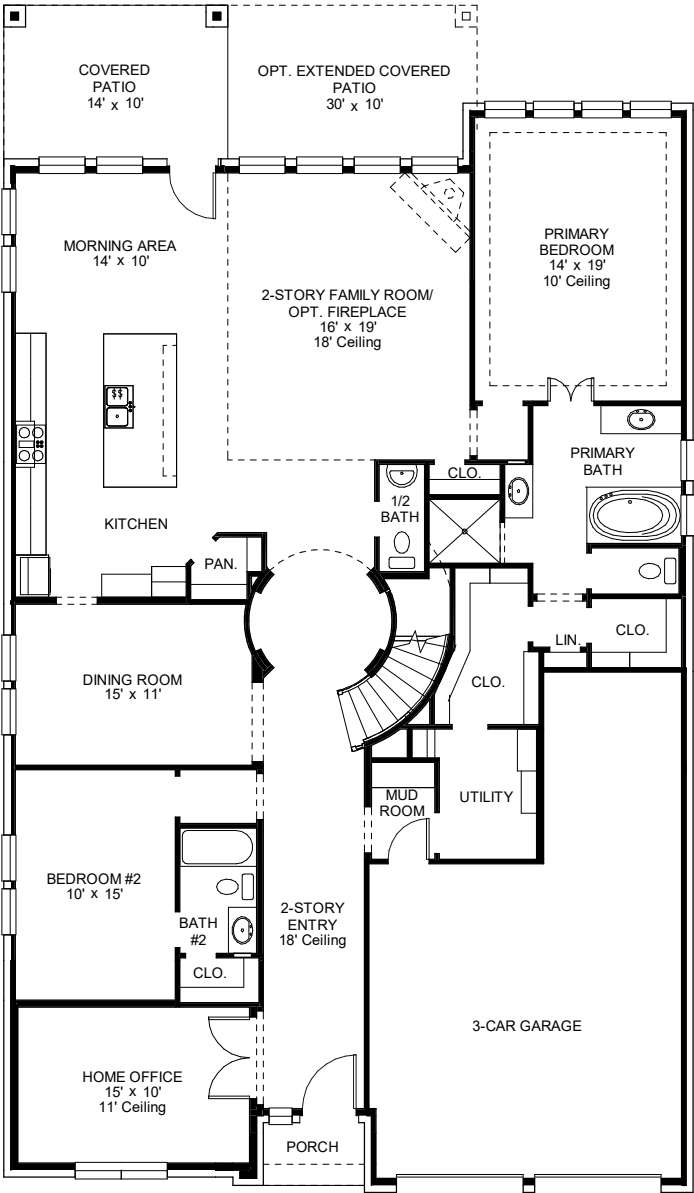 COVERED
PATIO
14' x 10'
OPT. EXTENDED COVERED
PATIO
30' x 10'
MORNING AREA
14' x 10'
PRIMARY
BEDROOM
14' x 19'
10' Ceiling
2-STORY FAMILY ROOM/
OPT. FIREPLACE
16' x 19'
18' Ceiling
KITCHEN
PAN.
1/2
BATH
CLO.
PRIMARY
BATH
DINING ROOM
15' x 11'
CLO.
LIN.
CLO.
MUD
ROOM
UTILITY
BEDROOM #2
10' x 15'
BATH
#2
CLO.
2-STORY
ENTRY
18' Ceiling
3-CAR GARAGE
HOME OFFICE
15' x 10'
11' Ceiling
PORCH